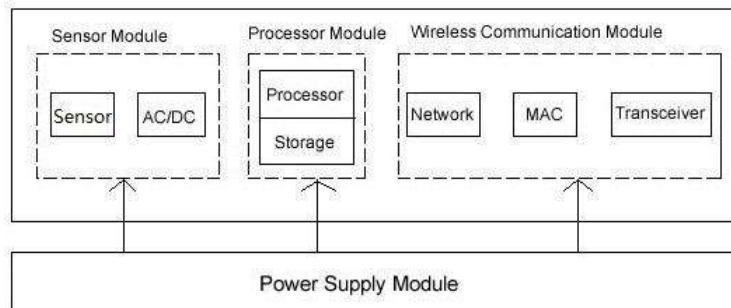 Sensor Module
Processor Module
Wireless Communication Module
Sensor
AC/DC
Processor
Storage
Network
MAC
Transceiver
Power Supply Module